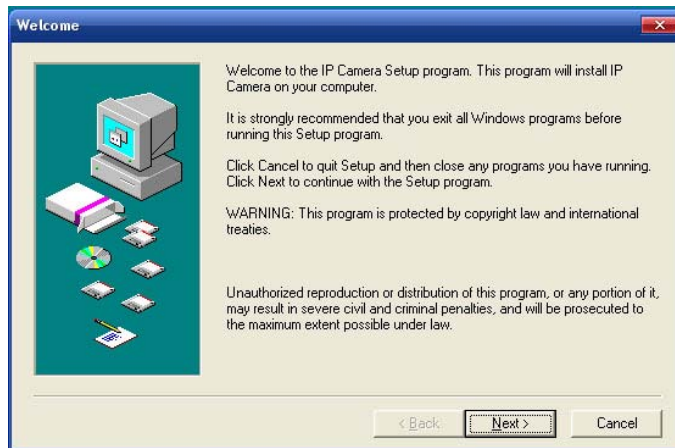 Welcome
Welcome to the IP Camera Setup program. This program will install IP
Camera on your computer.
It is strongly recommended that you exit all Windows programs before
running this Setup program.
Click Cancel to quit Setup and then close any programs you have running.
Click Next to continue with the Setup program.
WARNING: This program is protected by copyright law and international
treaties.
Unauthorized reproduction or distribution of this program, or any portion of it,
may result in severe civil and criminal penalties, and will be prosecuted to
the maximum extent possible under law.
< Back Next > Cancel